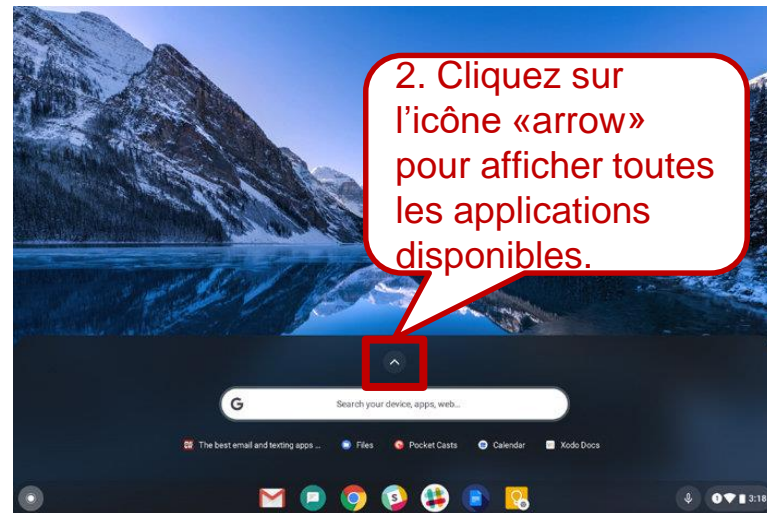 2. Cliquez sur
l’icône «arrow»
pour afficher toutes
les applications
disponibles.
G Search your device, apps, web...
The best email and texting apps ... Files Pocket Casts Calendar Xodo Docs
1 3:18